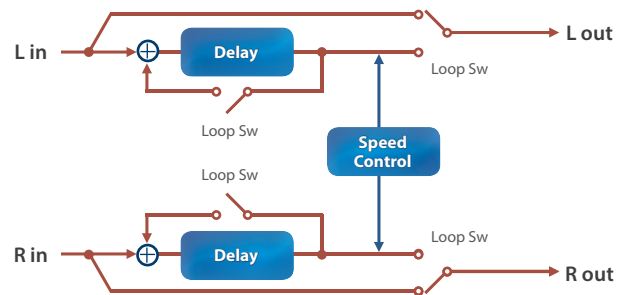 L in
Delay
L out
Loop Sw
Loop Sw
Speed
Control
Loop Sw
R in
Delay
Loop Sw
R out